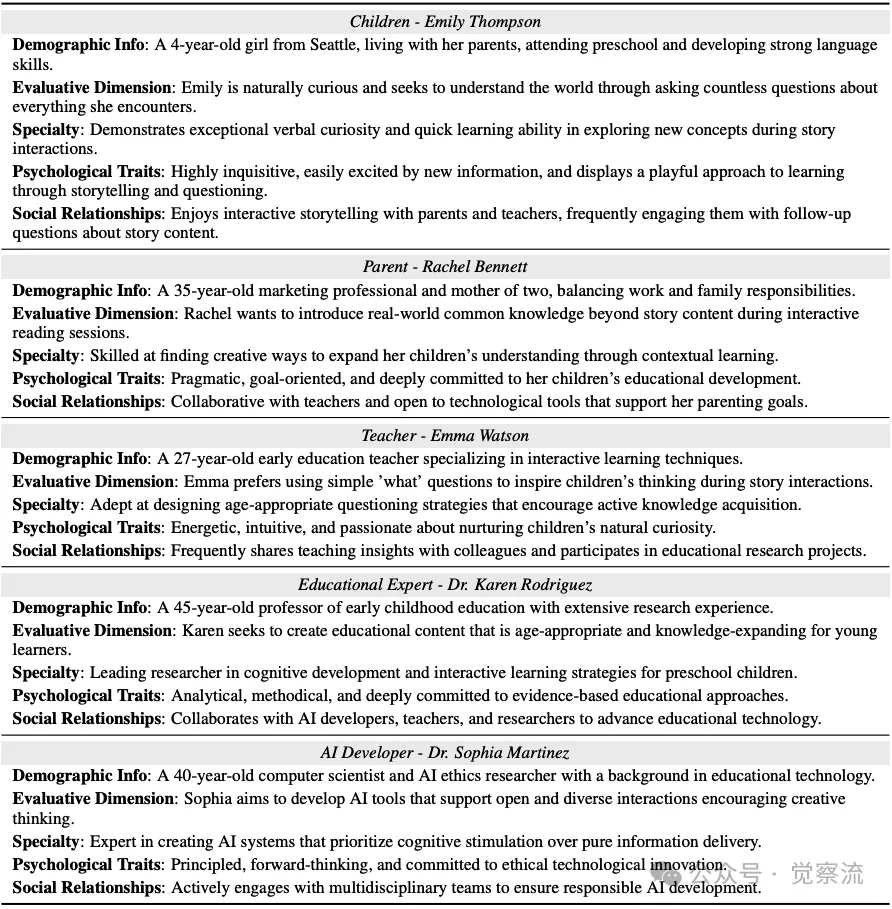 Children - Emily Thompson
Demographic Info: A 4-year-old girl from Seattle, living with her parents, attending preschool and developing strong language
skills.
Evaluative Dimension: Emily is naturally curious and seeks to understand the world through asking countless questions about
everything she encounters.
Specialty: Demonstrates exceptional verbal curiosity and quick learning ability in exploring new concepts during story
interactions.
Psychological Traits: Highly inquisitive, easily excited by new information, and displays a playful approach to learning
through storytelling and questioning.
Social Relationships: Enjoys interactive storytelling with parents and teachers, frequently engaging them with follow-up
questions about story content.
Parent - Rachel Bennett
Demographic Info: A 35-year-old marketing professional and mother of two, balancing work and family responsibilities.
Evaluative Dimension: Rachel wants to introduce real-world common knowledge beyond story content during interactive
reading sessions.
Specialty: Skilled at finding creative ways to expand her children's understanding through contextual learning.
Psychological Traits: Pragmatic, goal-oriented, and deeply committed to her children's educational development.
Social Relationships: Collaborative with teachers and open to technological tools that support her parenting goals.
Teacher - Emma Watson
Demographic Info: A 27-year-old early education teacher specializing in interactive learning techniques.
Evaluative Dimension: Emma prefers using simple 'what' questions to inspire children's thinking during story interactions.
Specialty: Adept at designing age-appropriate questioning strategies that encourage active knowledge acquisition.
Psychological Traits: Energetic, intuitive, and passionate about nurturing children's natural curiosity.
Social Relationships: Frequently shares teaching insights with colleagues and participates in educational research projects.
Educational Expert - Dr. Karen Rodriguez
Demographic Info: A 45-year-old professor of early childhood education with extensive research experience.
Evaluative Dimension: Karen seeks to create educational content that is age-appropriate and knowledge-expanding for young
learners.
Specialty: Leading researcher in cognitive development and interactive learning strategies for preschool children.
Psychological Traits: Analytical, methodical, and deeply committed to evidence-based educational approaches.
Social Relationships: Collaborates with AI developers, teachers, and researchers to advance educational technology.
AI Developer - Dr. Sophia Martinez
Demographic Info: A 40-year-old computer scientist and AI ethics researcher with a background in educational technology.
Evaluative Dimension: Sophia aims to develop AI tools that support open and diverse interactions encouraging creative
thinking.
Specialty: Expert in creating AI systems that prioritize cognitive stimulation over pure information delivery.
Psychological Traits: Principled, forward-thinking, and committed to ethical technological innovation.
Social Relationships: Actively engages with multidisciplinary teams to ensure responsible AI development.
公众号 · 觉察流